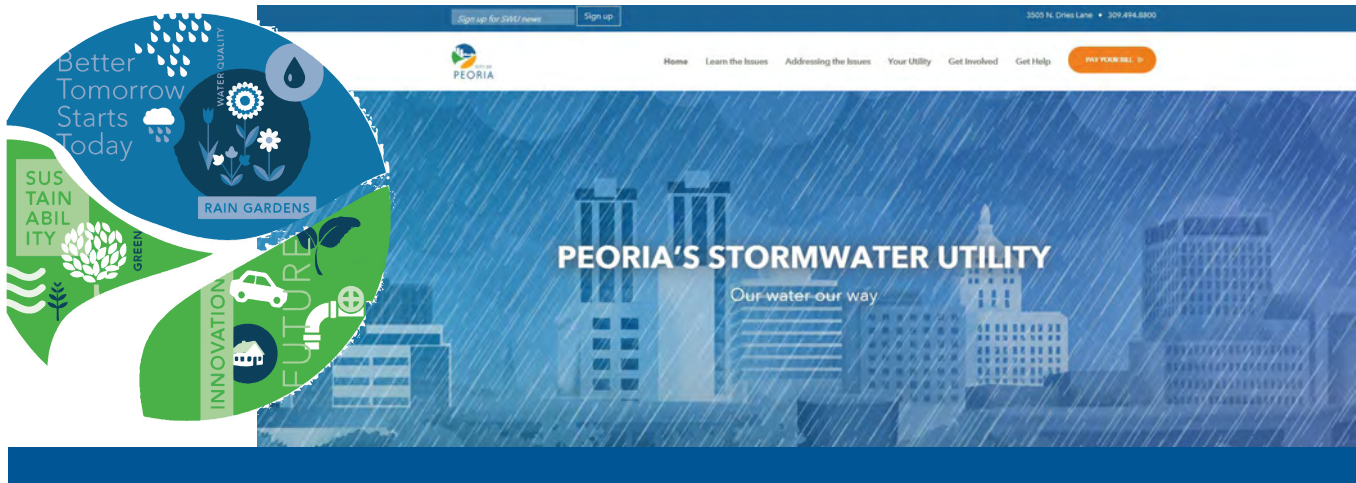 Sign up for SWU news
Sign up
3505 N. Dries Lane • 309.494.8800
CITY OF
PEORIA
Home
Learn the Issues
Addressing the Issues
Your Utility
Get Involved
Get Help
PAY YOUR BILL
Better
Tomorrow
Starts
Today
WATER QUALITY
RAIN GARDENS
SUS
TAIN
ABIL
ITY
GREEN
INNOVATION
FUTURE
PEORIA'S STORMWATER UTILITY
Our water our way